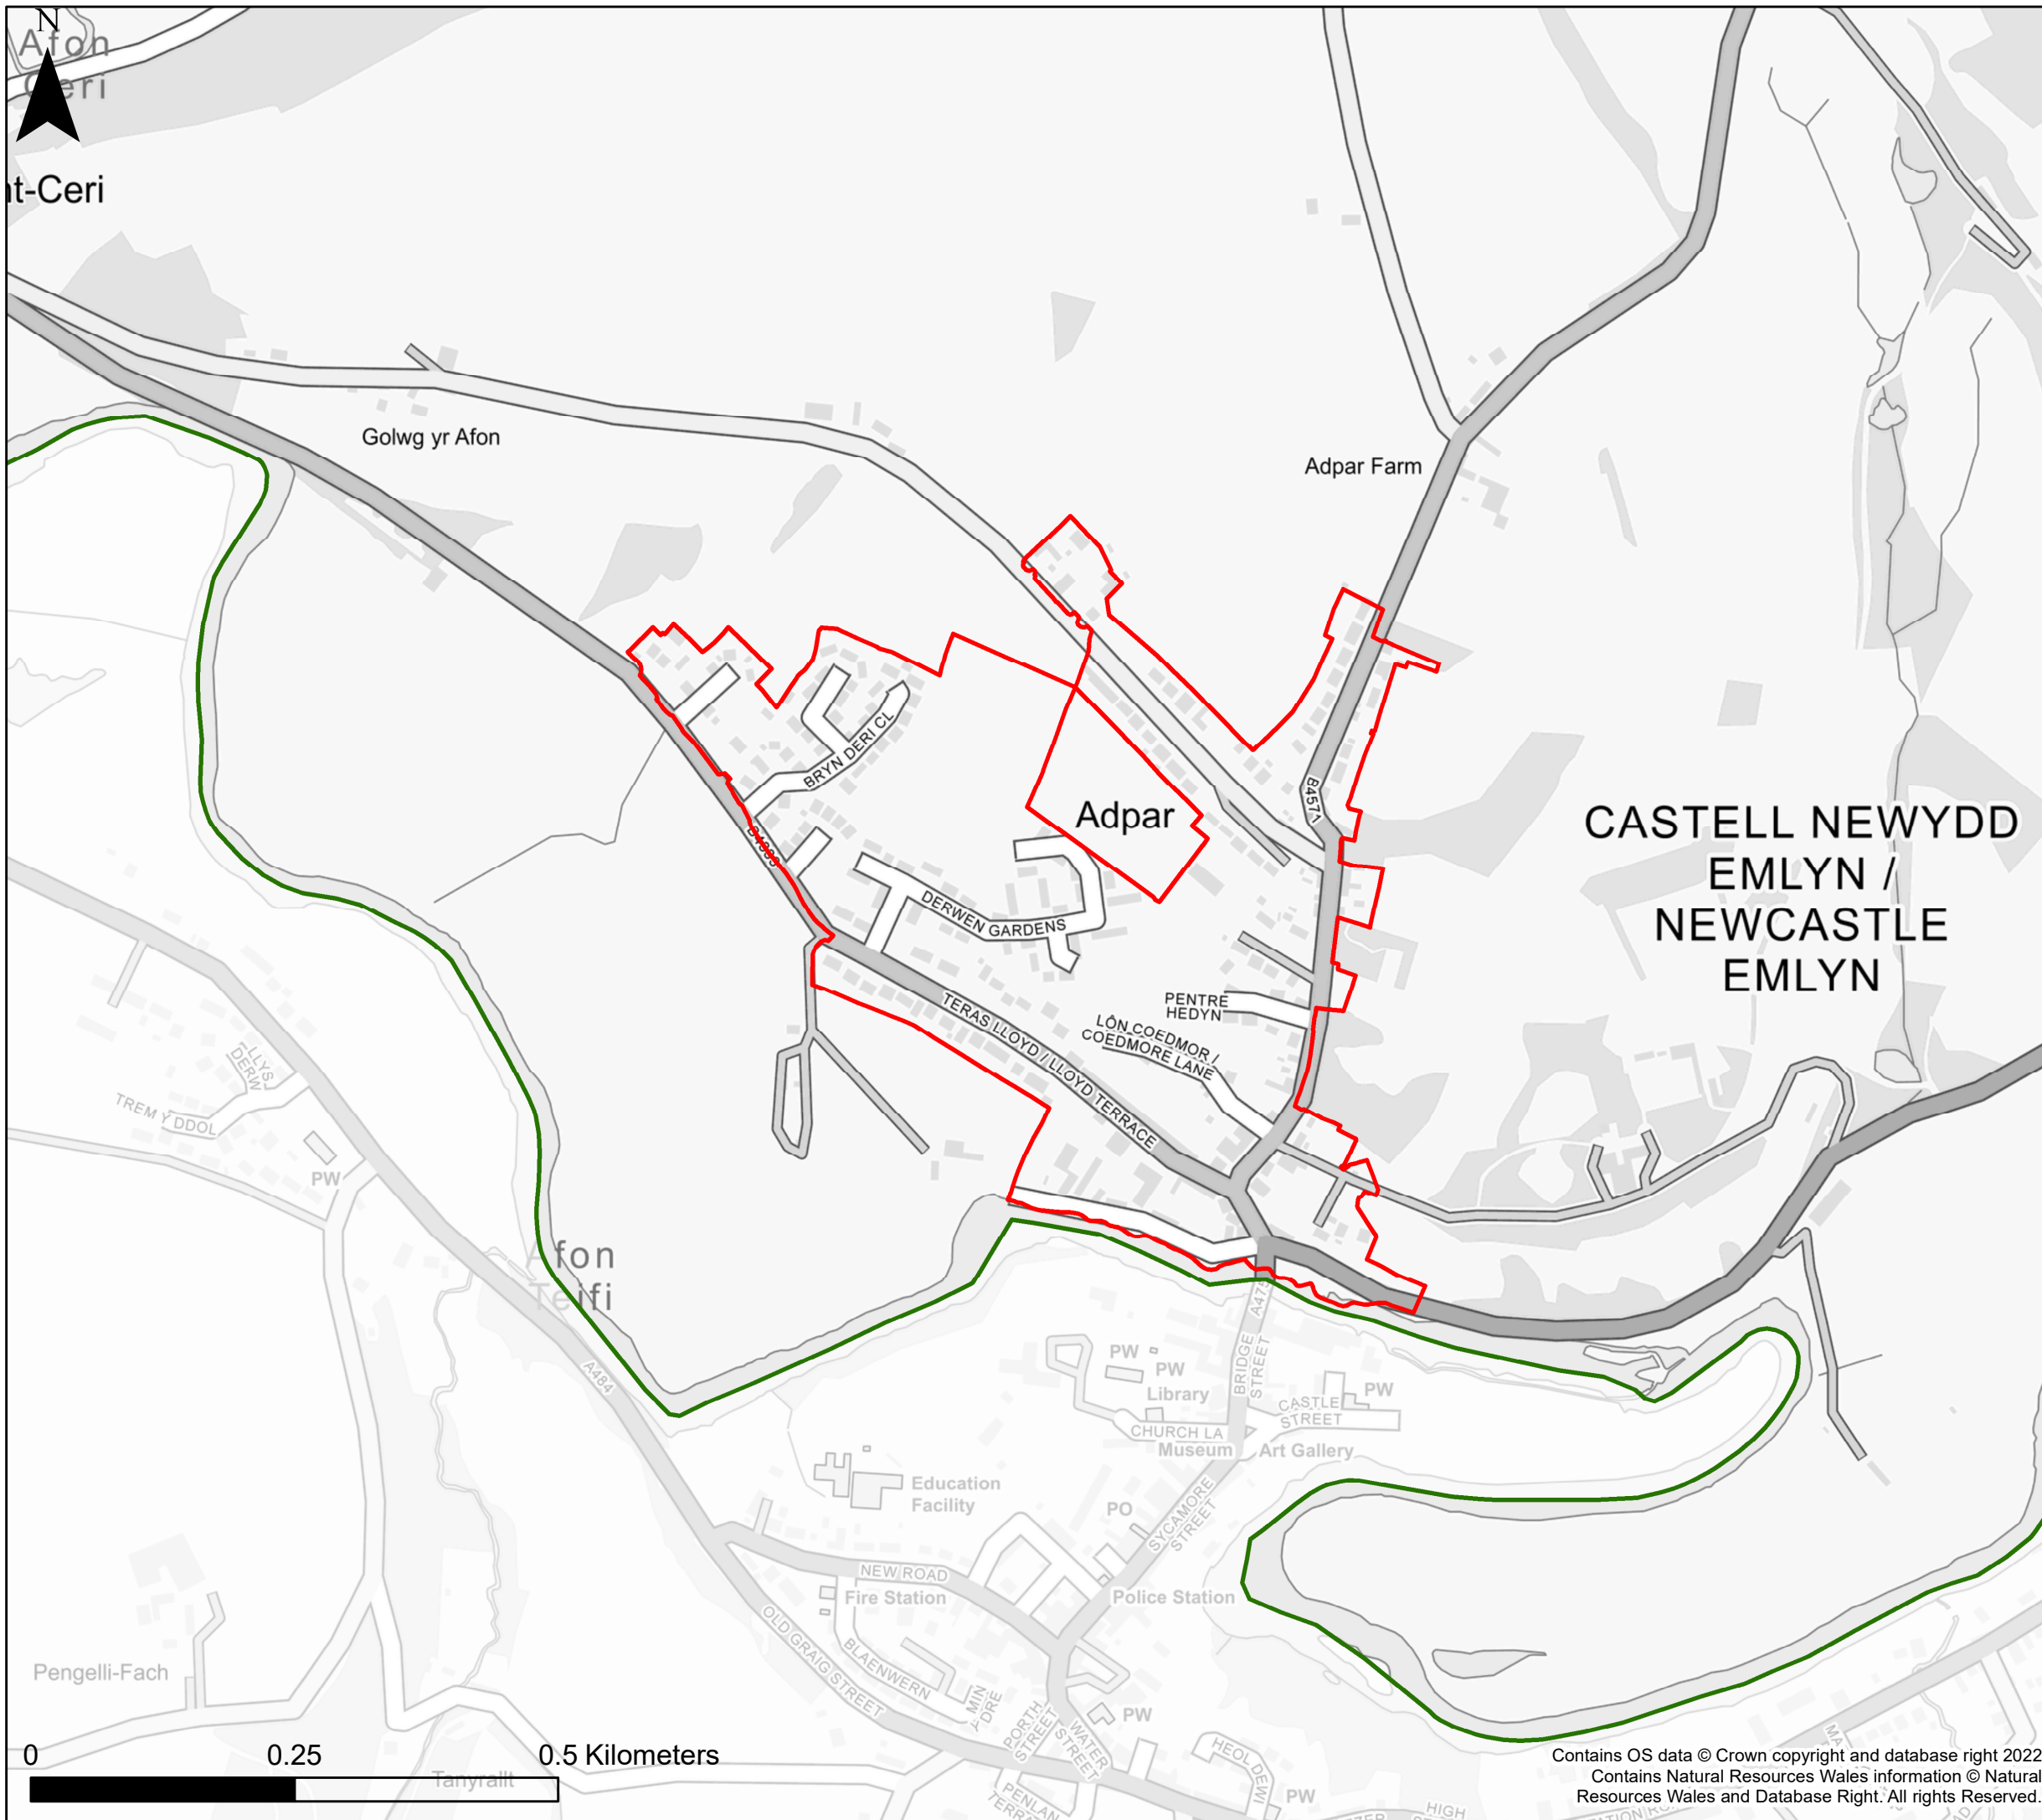 N
Afon
Ceri
nt-Ceri
Golwg yr Afon
Adpar Farm
BRYN DERI CL
B4571
Adpar
CASTELL NEWYDD
EMLYN /
NEWCASTLE
EMLYN
DERWEN GARDENS
PENTRE
HEDYN
LÔN COEDMOR /
COEDMORE LANE
TERAS LLOYD / LLOYD TERRACE
LLYS
DERW
TREM Y DDOL
PW
Afon
Teifi
A484
A475
BRIDGE
STREET
PW
PW
Library
PW
CASTLE
STREET
CHURCH LA
Museum
Art Gallery
Education
Facility
PO
SYCAMORE
STREET
NEW ROAD
Fire Station
Police Station
OLD GRAIG STREET
BLAENWERN
Pengelli-Fach
PORTH
STREET
WATER
STREET
PW
HEOL DEWI
PW
PENLAN
HIGH
Tanyrallt
0
0.25
0.5 Kilometers
Contains OS data © Crown copyright and database right 2022
Contains Natural Resources Wales information © Natural
Resources Wales and Database Right. All rights Reserved.